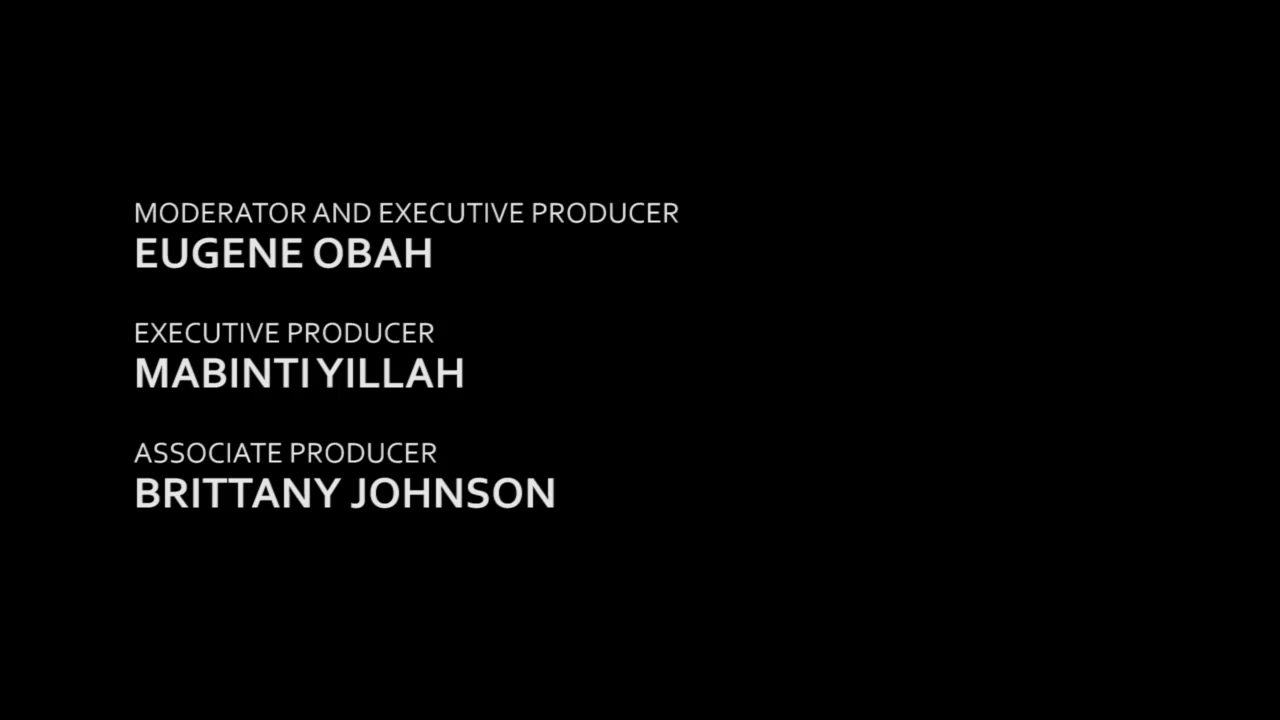 MODERATOR AND EXECUTIVE PRODUCER
EUGENE OBAH
EXECUTIVE PRODUCER
MABINTI YILLAH
ASSOCIATE PRODUCER
BRITTANY JOHNSON